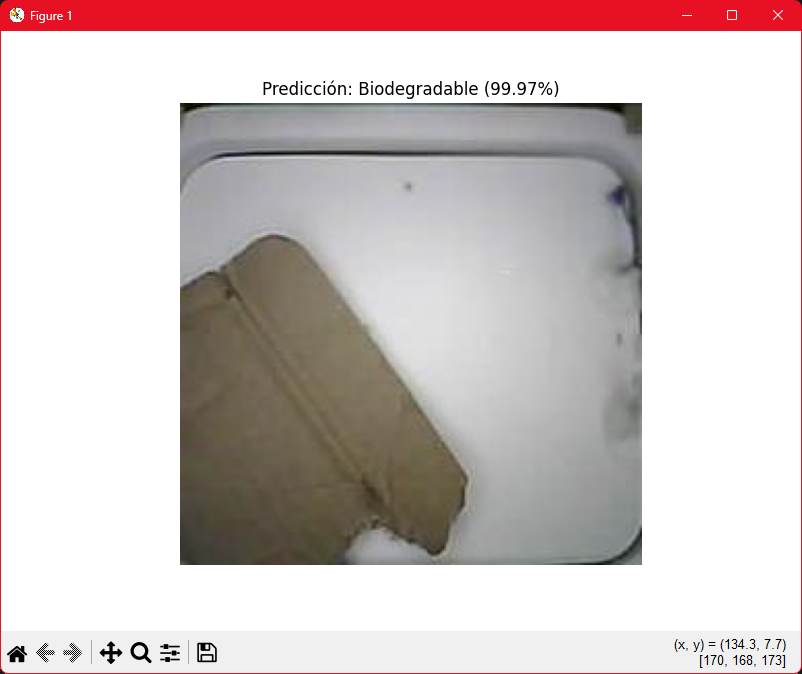 Figure 1
Predicción: Biodegradable (99.97%)
(x, y) = (134.3, 7.7)
[170, 168, 173]